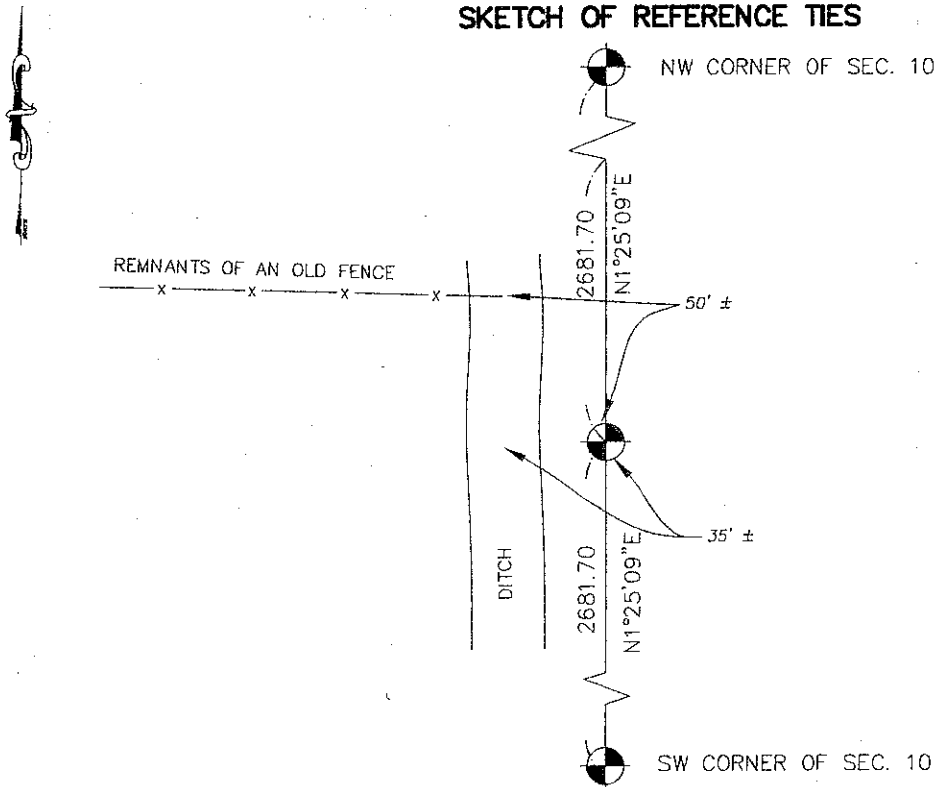 SKETCH OF REFERENCE TIES
NW CORNER OF SEC. 10
2681.70
N1°25'09"E
REMNANTS OF AN OLD FENCE
x x x x
50' ±
35' ±
DITCH
2681.70
N1°25'09"E
SW CORNER OF SEC. 10